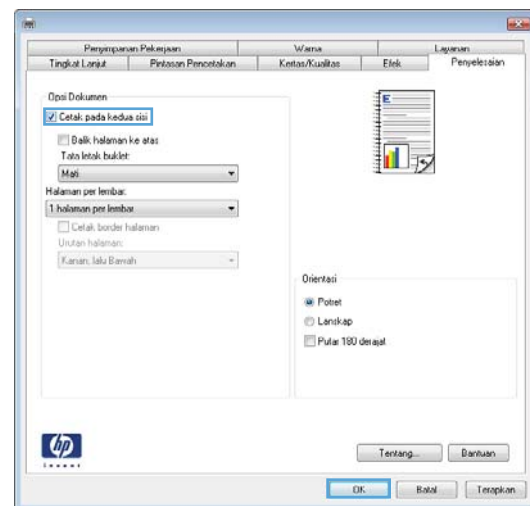 Penyimpanan Pekerjaan Warna Layanan
Tingkat Lanjut Pintasan Pencetakan Kertas/Kualitas Efek Penyelesaian
Opsi Dokumen
Cetak pada kedua sisi
Balik halaman ke atas
Tata letak buklet:
Mati
Halaman per lembar:
1 halaman per lembar
Cetak border halaman
Urutan halaman:
Kanan, lalu Bawah
E
Orientasi
Potret
Lanskap
Putar 180 derajat
hp
invent
Tentang... Bantuan
OK Batal Terapkan